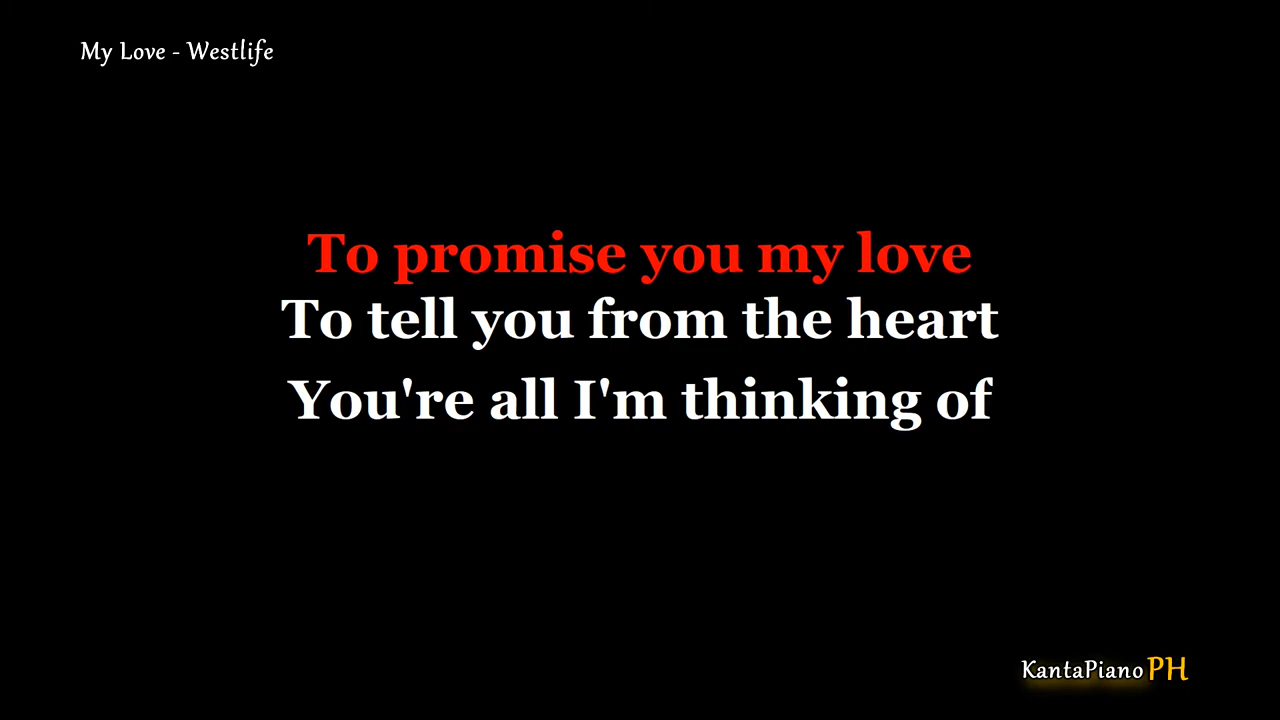 My Love - Westlife
To promise you my love
To tell you from the heart
You're all I'm thinking of
KantaPiano PH